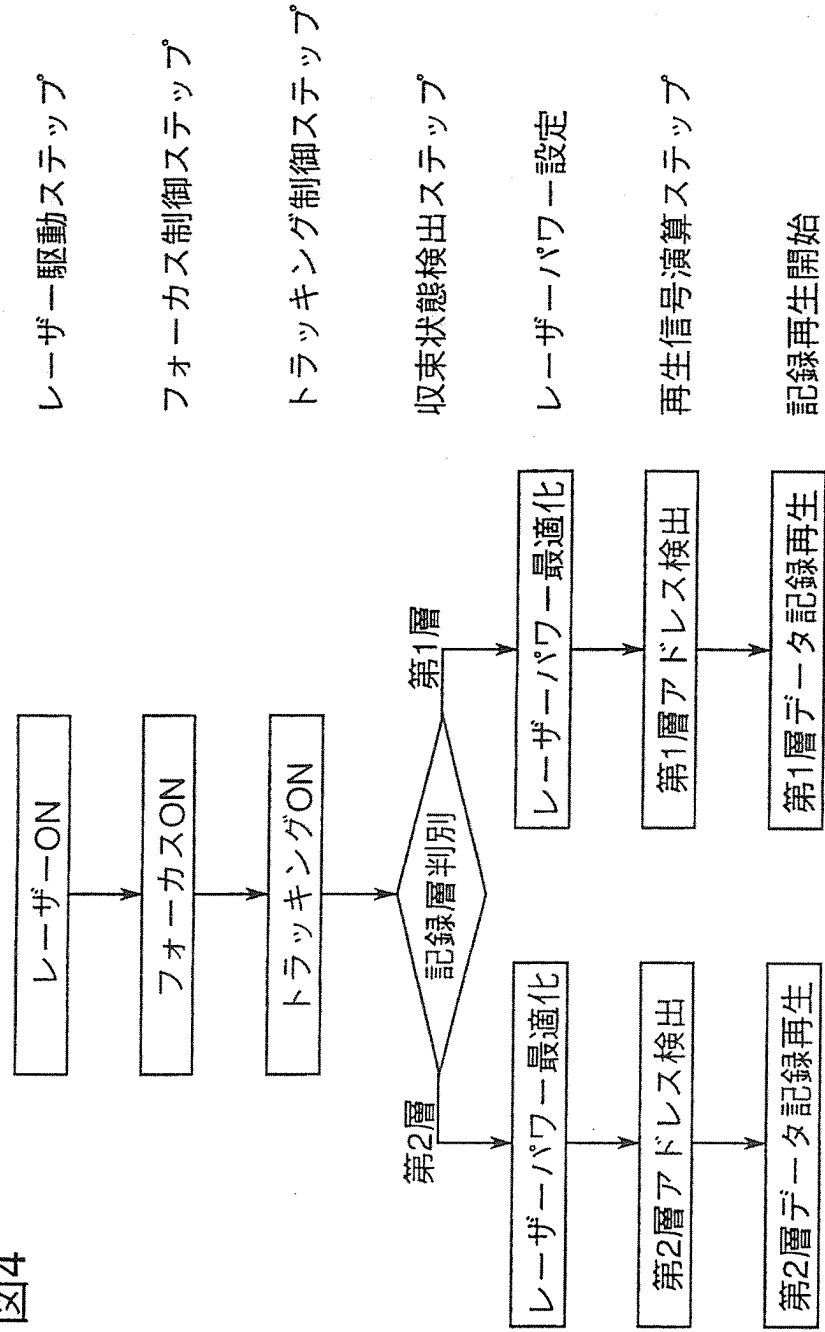 図4
レーザーON
レーザー駆動ステップ
フォーカスON
フォーカス制御ステップ
トラッキングON
トラッキング制御ステップ
第2層
記録層判別
第1層
収束状態検出ステップ
レーザーパワー最適化
レーザーパワー最適化
レーザーパワー設定
第2層アドレス検出
第1層アドレス検出
再生信号演算ステップ
第2層データ記録再生
第1層データ記録再生
記録再生開始